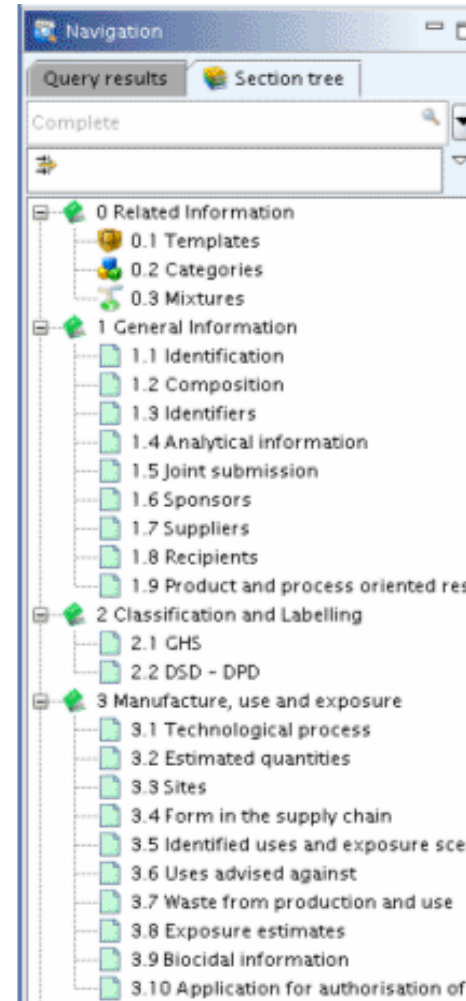 Navigation
Query results Section tree
Complete
0 Related Information
0.1 Templates
0.2 Categories
0.3 Mixtures
1 General Information
1.1 Identification
1.2 Composition
1.3 Identifiers
1.4 Analytical information
1.5 Joint submission
1.6 Sponsors
1.7 Suppliers
1.8 Recipients
1.9 Product and process oriented res
2 Classification and Labelling
2.1 GHS
2.2 DSD - DPD
3 Manufacture, use and exposure
3.1 Technological process
3.2 Estimated quantities
3.3 Sites
3.4 Form in the supply chain
3.5 Identified uses and exposure sce
3.6 Uses advised against
3.7 Waste from production and use
3.8 Exposure estimates
3.9 Biocidal information
3.10 Application for authorisation of